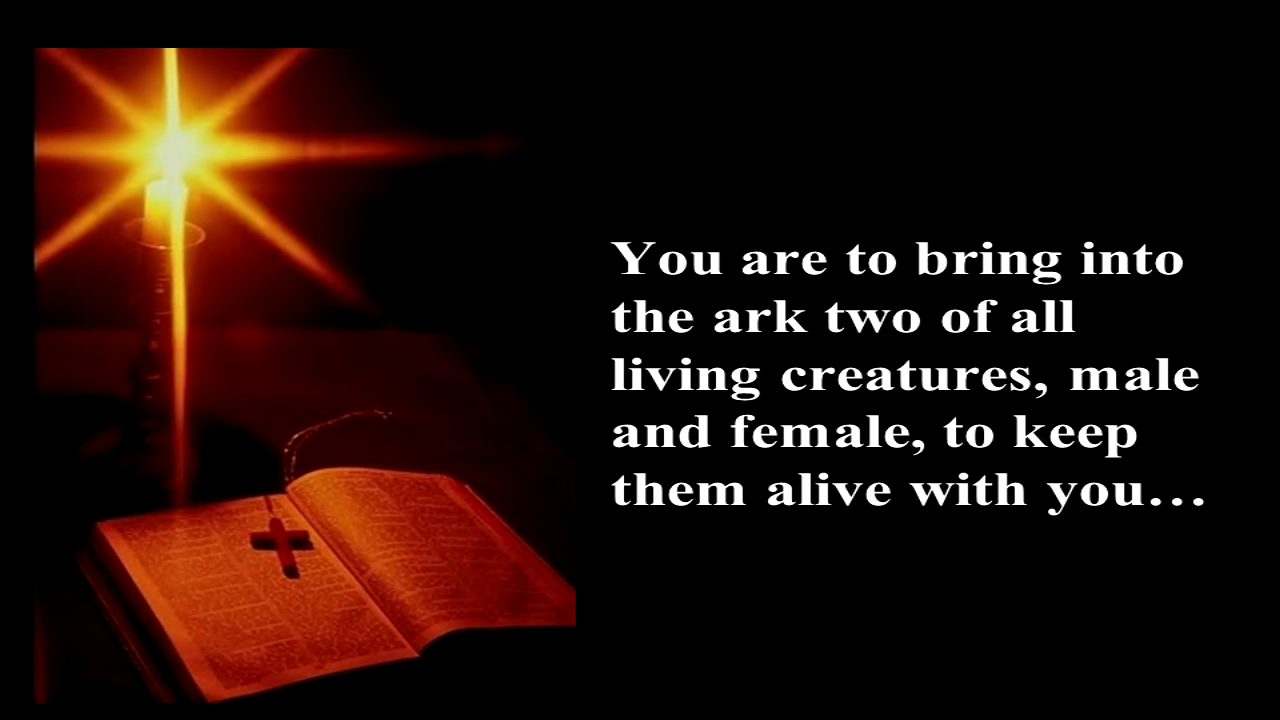 You are to bring into
the ark two of all
living creatures, male
and female, to keep
them alive with you…